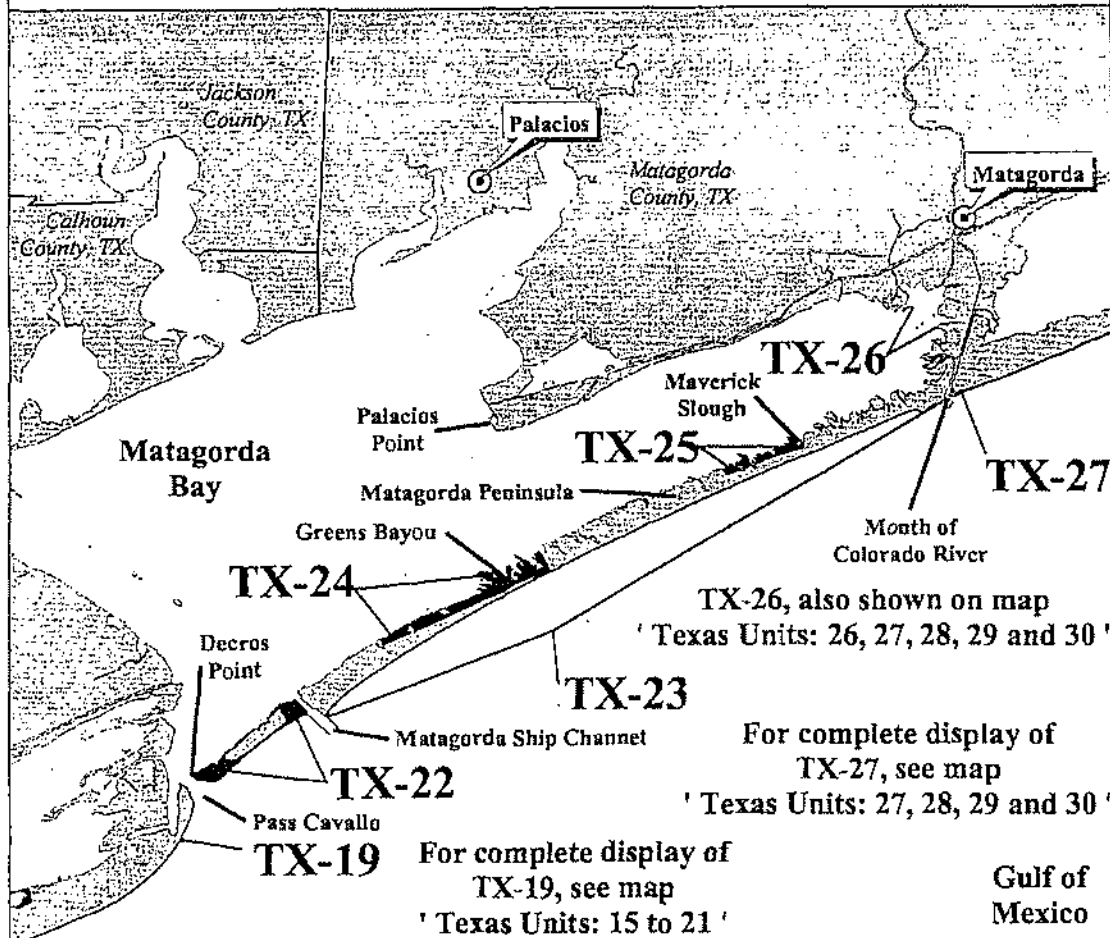 Jackson
County, TX
Palacios
Matagorda
County, TX
Matagorda
Calhoun
County, TX
TX-26
Maverick
Slough
Palacios
Point
TX-25
Matagorda
Bay
Matagorda Peninsula
TX-27
Greens Bayou
Month of
Colorado River
TX-24
TX-26, also shown on map
' Texas Units: 26, 27, 28, 29 and 30 '
Decros
Point
TX-23
Matagorda Ship Channet
For complete display of
TX-27, see map
' Texas Units: 27, 28, 29 and 30 '
TX-22
Pass Cavallo
TX-19
For complete display of
TX-19, see map
' Texas Units: 15 to 21 '
Gulf of
Mexico